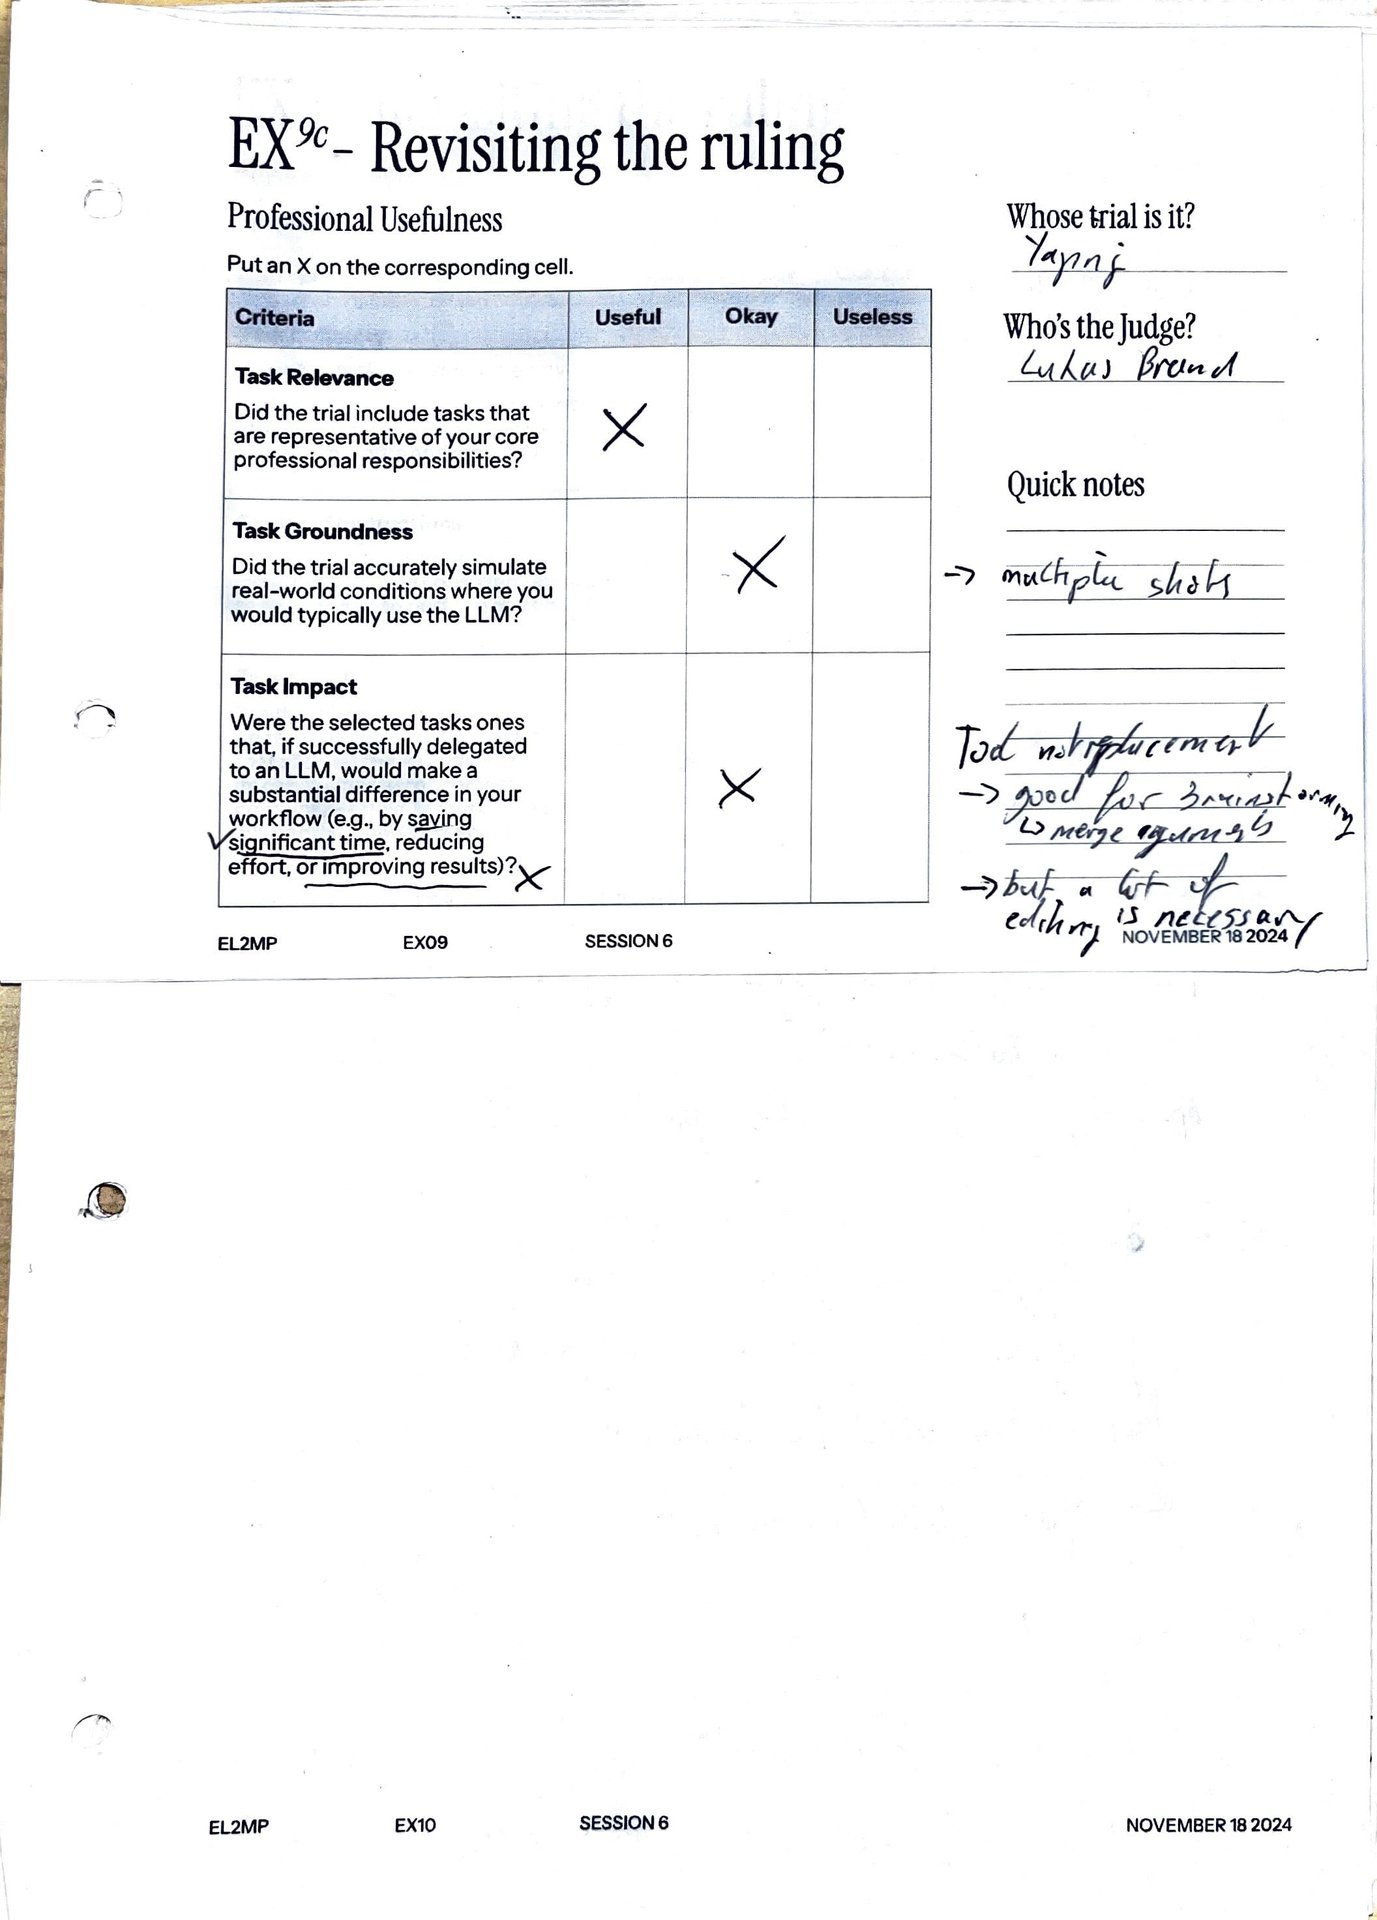 EX9c – Revisiting the ruling
Professional Usefulness
Put an X on the corresponding cell.
Criteria Useful Okay Useless
Task Relevance
Did the trial include tasks that
are representative of your core
professional responsibilities?
X
Task Groundness
Did the trial accurately simulate
real-world conditions where you
would typically use the LLM?
X
Task Impact
Were the selected tasks ones
that, if successfully delegated
to an LLM, would make a
substantial difference in your
workflow (e.g., by saving
✓significant time, reducing
effort, or improving results)? X
X
Whose trial is it?
Who's the Judge?
Lukas Brand
Quick notes
-> multiple shots
Tool not replacement
-> good for Brainstorming
↳ merge
-> but a lot of
editing is necessary
EL2MP EX09 SESSION 6 NOVEMBER 18 2024
EL2MP EX10 SESSION 6 NOVEMBER 18 2024